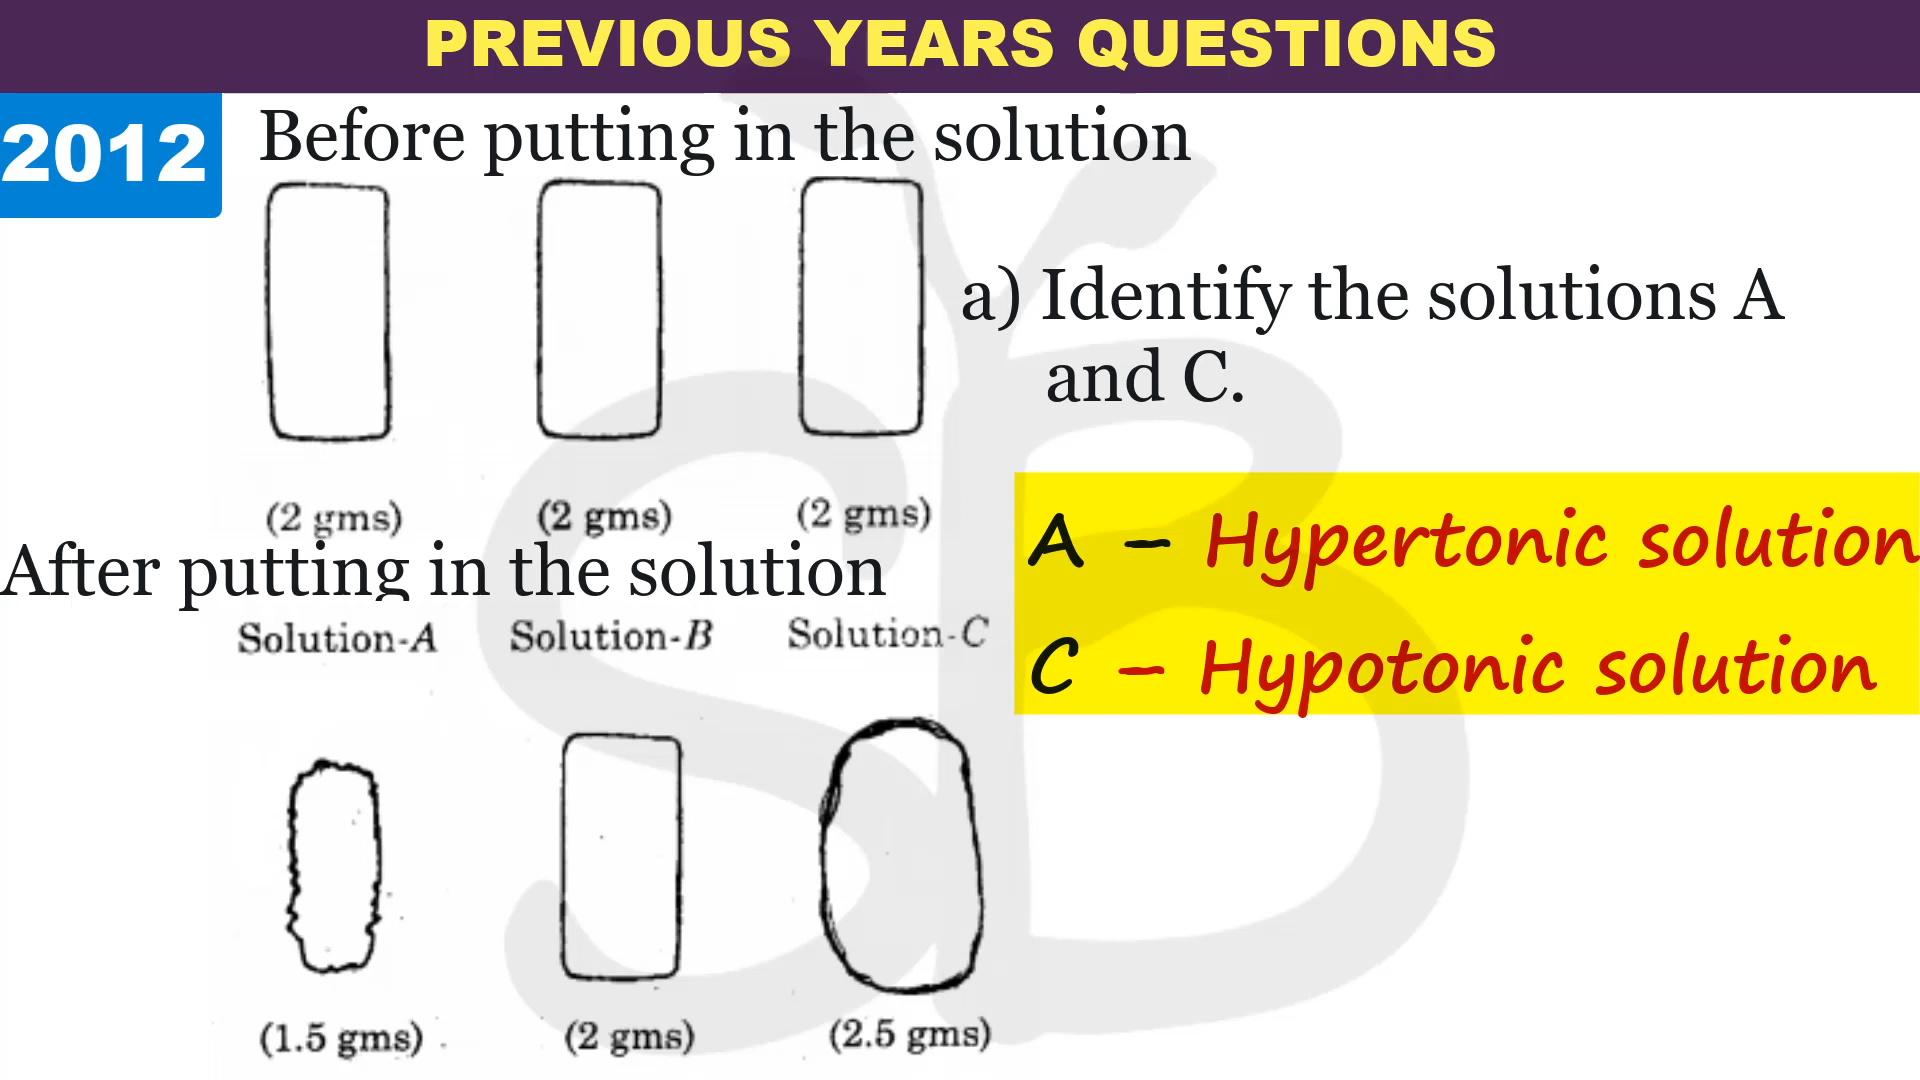 PREVIOUS YEARS QUESTIONS
2012
Before putting in the solution
(2 gms) (2 gms) (2 gms)
After putting in the solution
Solution-A Solution-B Solution-C
(1.5 gms) (2 gms) (2.5 gms)
a) Identify the solutions A
and C.
A – Hypertonic solution
C – Hypotonic solution
SB